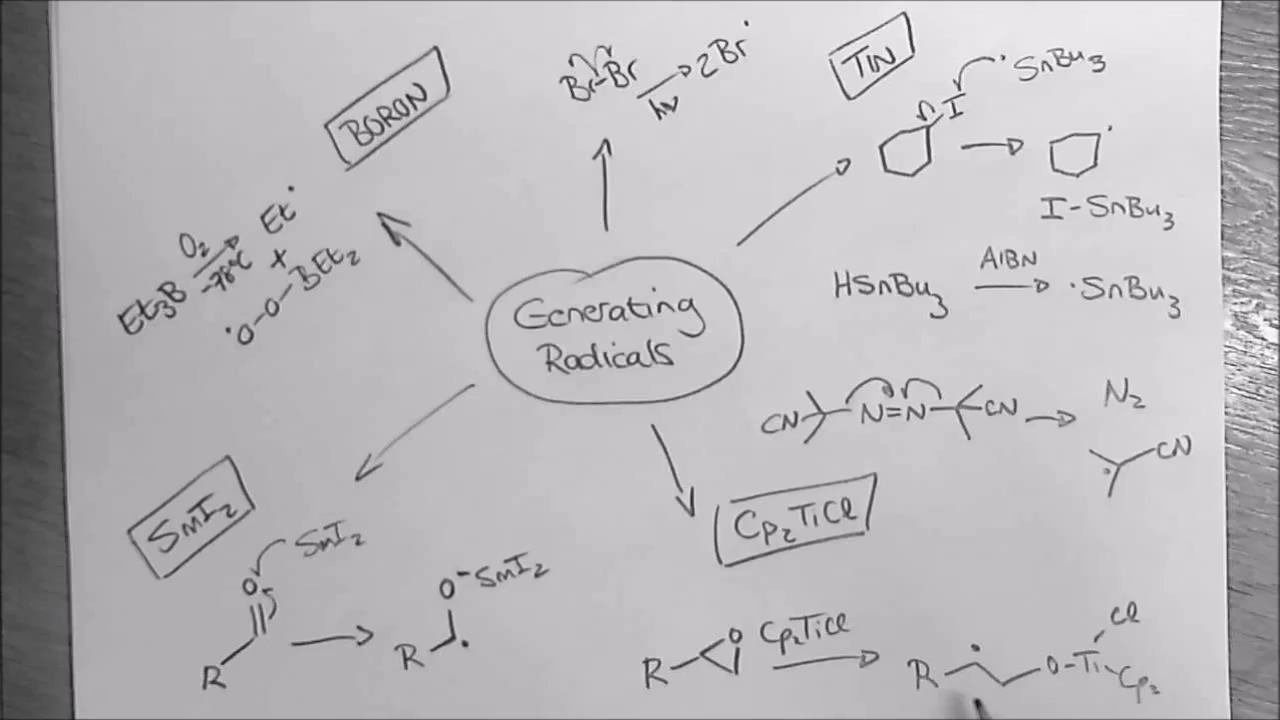 Generating
Radicals
BORON
Et₃B
O₂
-78°C
Et•
+
•O-O-BEt₂
Br-Br
hν
2Br•
TIN
I
•SnBu₃
I-SnBu₃
HSnBu₃
AIBN
•SnBu₃
CN
N=N
CN
N₂
CN
SmI₂
O
SmI₂
R
O⁻SmI₂
R
Cp₂TiCl
R
O
Cp₂TiCl
R
O-Ti
Cl
Cp₂